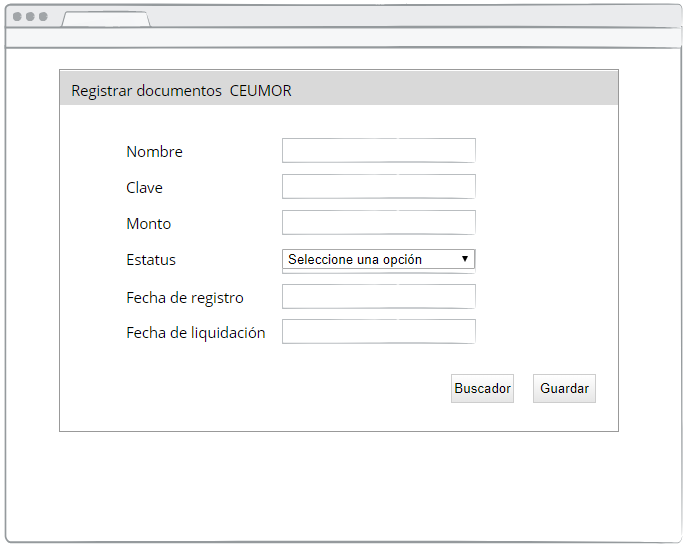 Registrar documentos CEUMOR
Nombre
Clave
Monto
Estatus Seleccione una opción
Fecha de registro
Fecha de liquidación
Buscador Guardar